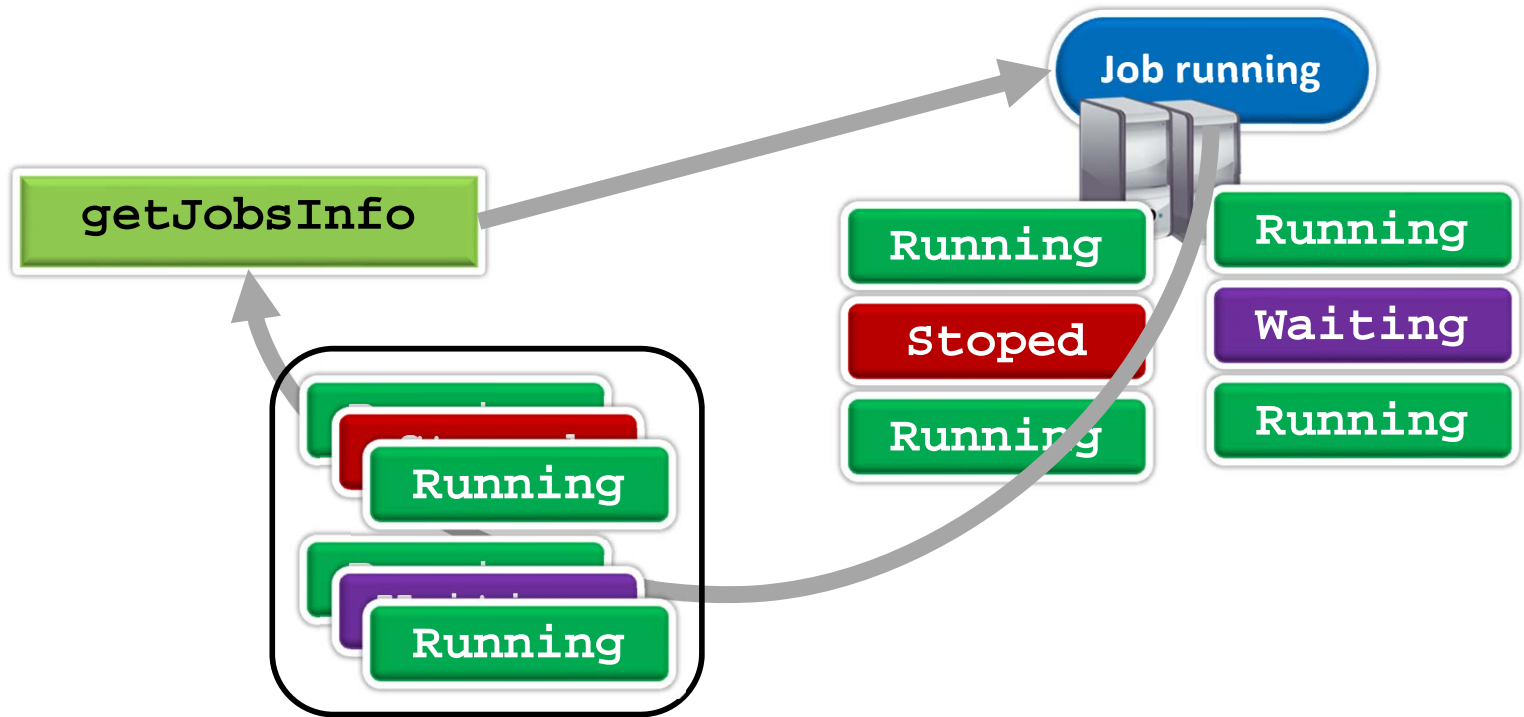 Job running
getJobsInfo
Running
Stoped
Running
Running
Waiting
Running
Running
Running